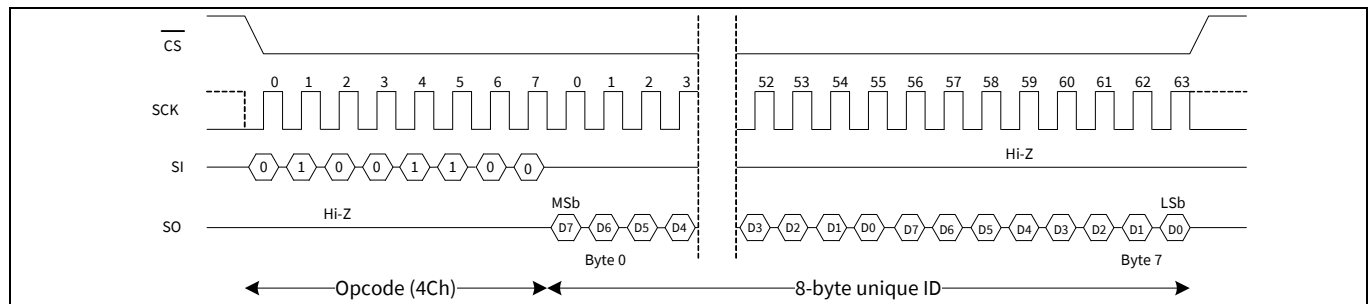 CS
0 1 2 3 4 5 6 7 0 1 2 3 52 53 54 55 56 57 58 59 60 61 62 63
SCK
Hi-Z
SI 0 1 0 0 1 1 0 0
MSb LSb
Hi-Z
SO D7 D6 D5 D4 D3 D2 D1 D0 D7 D6 D5 D4 D3 D2 D1 D0
Byte 0 Byte 7
Opcode (4Ch) 8-byte unique ID